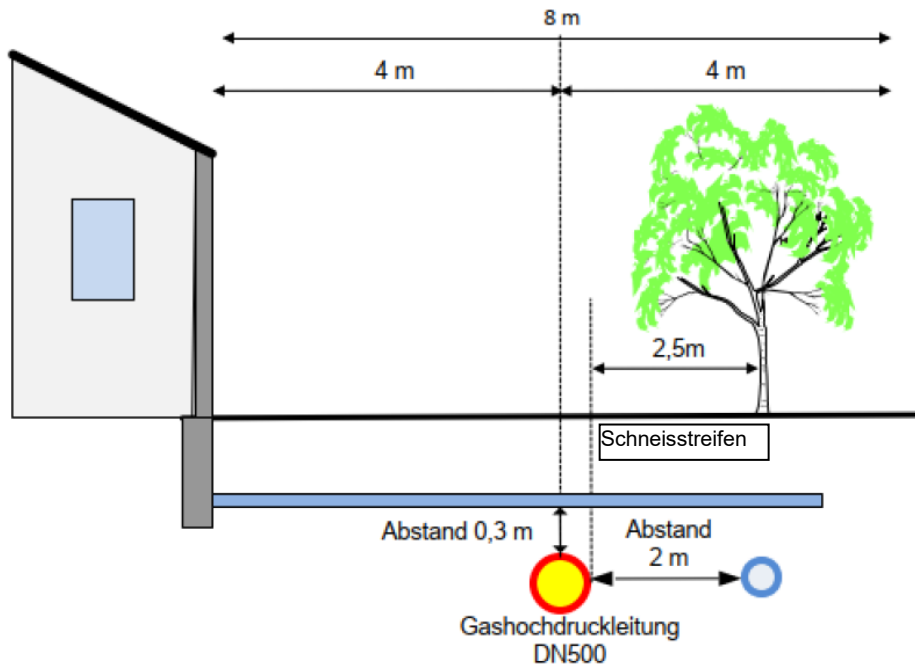 8 m
4 m
4 m
2,5m
Schneisstreifen
Abstand 0,3 m
Abstand
2 m
Gashochdruckleitung
DN500